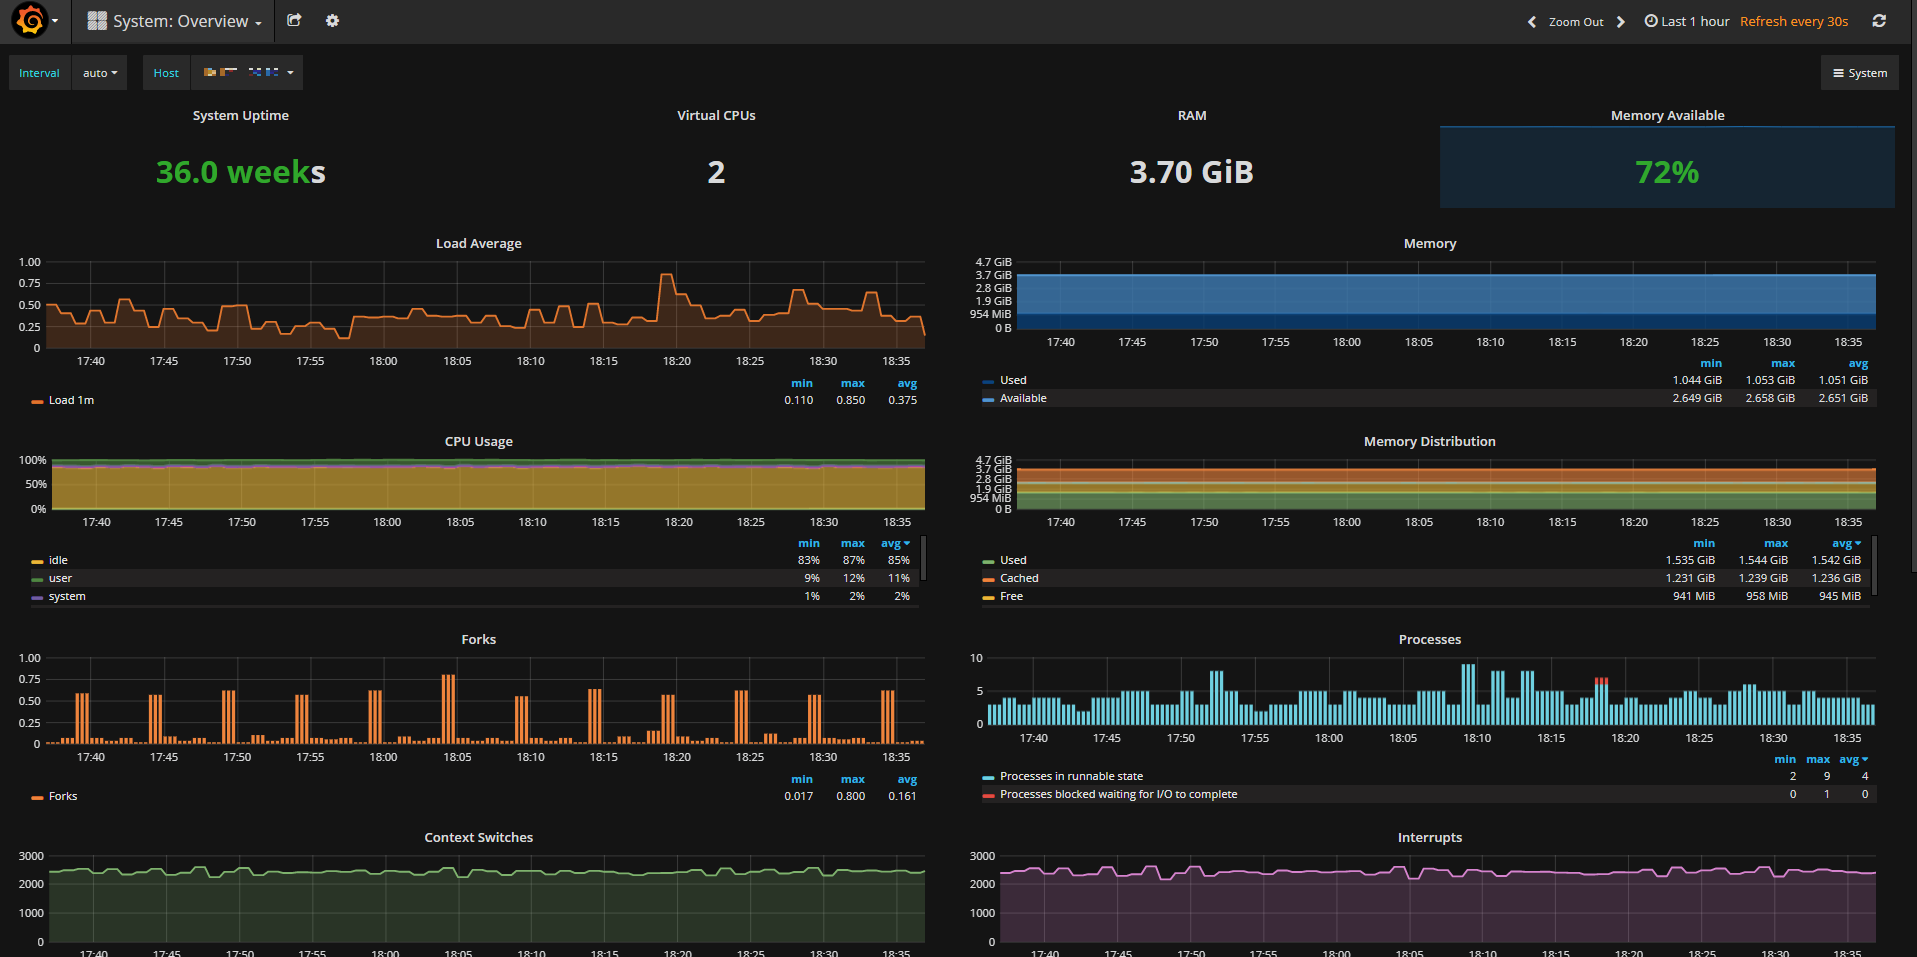 System: Overview
Zoom Out
Last 1 hour
Refresh every 30s
Interval
auto
Host
System
System Uptime
36.0 weeks
Virtual CPUs
2
RAM
3.70 GiB
Memory Available
72%
Load Average
1.00
0.75
0.50
0.25
0
17:40 17:45 17:50 17:55 18:00 18:05 18:10 18:15 18:20 18:25 18:30 18:35
min max avg
Load 1m 0.110 0.850 0.375
Memory
4.7 GiB
3.7 GiB
2.8 GiB
1.9 GiB
954 MiB
0 B
17:40 17:45 17:50 17:55 18:00 18:05 18:10 18:15 18:20 18:25 18:30 18:35
min max avg
Used 1.044 GiB 1.053 GiB 1.051 GiB
Available 2.649 GiB 2.658 GiB 2.651 GiB
CPU Usage
100%
50%
0%
17:40 17:45 17:50 17:55 18:00 18:05 18:10 18:15 18:20 18:25 18:30 18:35
min max avg
idle 83% 87% 85%
user 9% 12% 11%
system 1% 2% 2%
Memory Distribution
4.7 GiB
3.7 GiB
2.8 GiB
1.9 GiB
954 MiB
0 B
17:40 17:45 17:50 17:55 18:00 18:05 18:10 18:15 18:20 18:25 18:30 18:35
min max avg
Used 1.535 GiB 1.544 GiB 1.542 GiB
Cached 1.231 GiB 1.239 GiB 1.236 GiB
Free 941 MiB 958 MiB 945 MiB
Forks
1.00
0.75
0.50
0.25
0
17:40 17:45 17:50 17:55 18:00 18:05 18:10 18:15 18:20 18:25 18:30 18:35
min max avg
Forks 0.017 0.800 0.161
Processes
10
5
0
17:40 17:45 17:50 17:55 18:00 18:05 18:10 18:15 18:20 18:25 18:30 18:35
min max avg
Processes in runnable state 2 9 4
Processes blocked waiting for I/O to complete 0 1 0
Context Switches
3000
2000
1000
0
17:40 17:45 17:50 17:55 18:00 18:05 18:10 18:15 18:20 18:25 18:30 18:35
Interrupts
3000
2000
1000
0
17:40 17:45 17:50 17:55 18:00 18:05 18:10 18:15 18:20 18:25 18:30 18:35